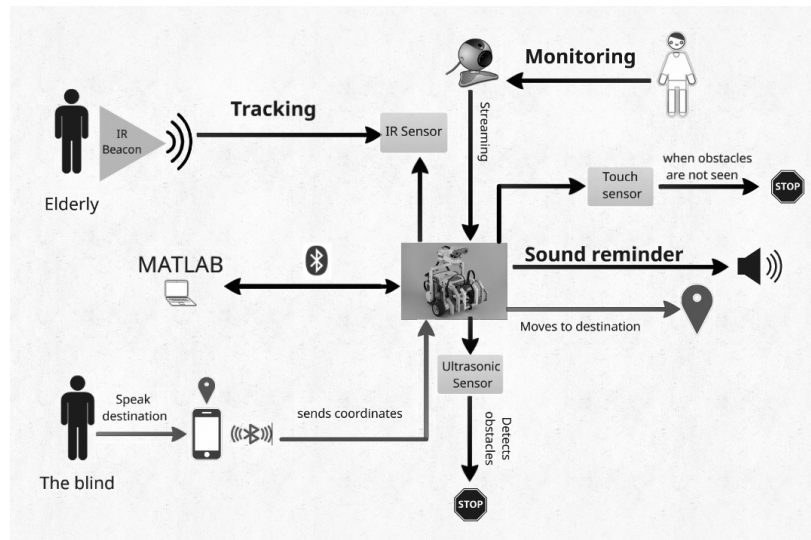 Monitoring
Tracking
IR
Beacon
IR Sensor
Streaming
Elderly
Touch
sensor
when obstacles
are not seen
STOP
MATLAB
Sound reminder
Moves to destination
Ultrasonic
Sensor
Speak
destination
sends coordinates
Detects
obstacles
The blind
STOP